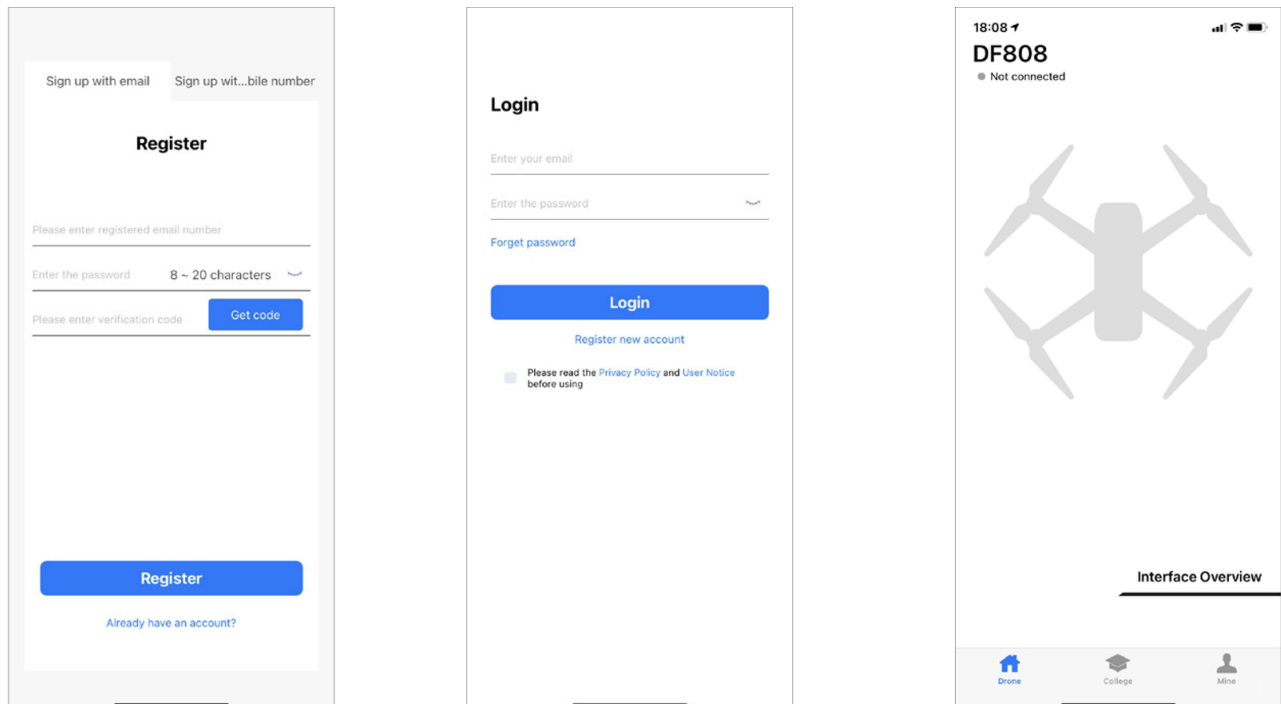 Sign up with email
Sign up wit...bile number
Register
Please enter registered email number
Enter the password
8 ~ 20 characters
Please enter verification code
Get code
Register
Already have an account?
Login
Enter your email
Enter the password
Forget password
Login
Register new account
Please read the Privacy Policy and User Notice
before using
18:08
DF808
Not connected
Interface Overview
Drone
College
Mine